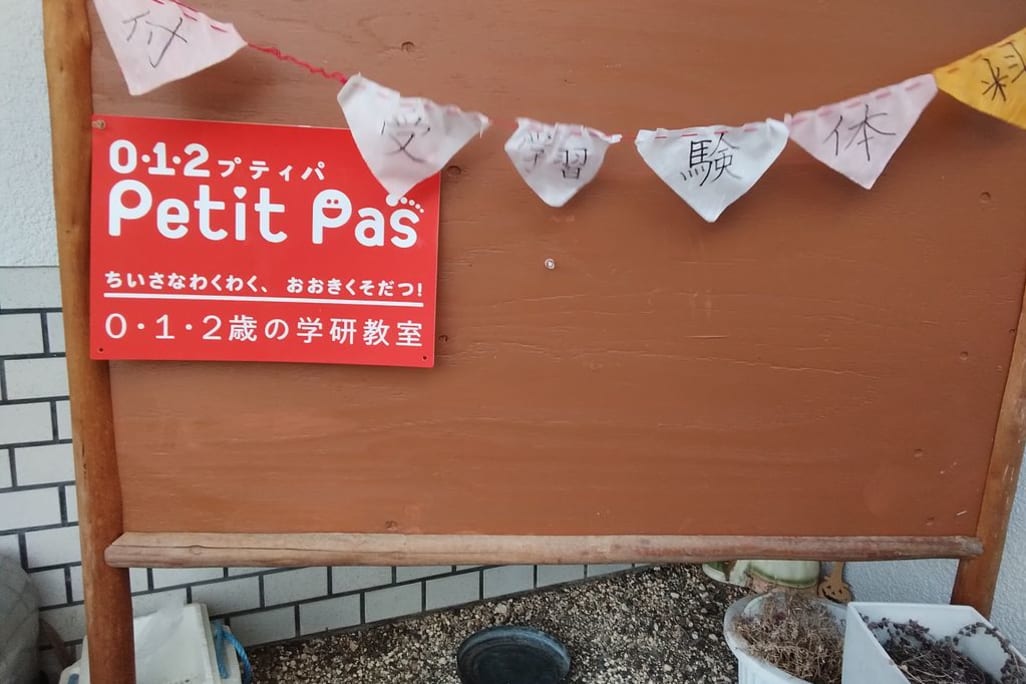 付
受
学習
験
体
料
0·1·2プティパ
Petit Pas
ちいさなわくわく、おおきくそだつ!
0・1・2歳の学研教室